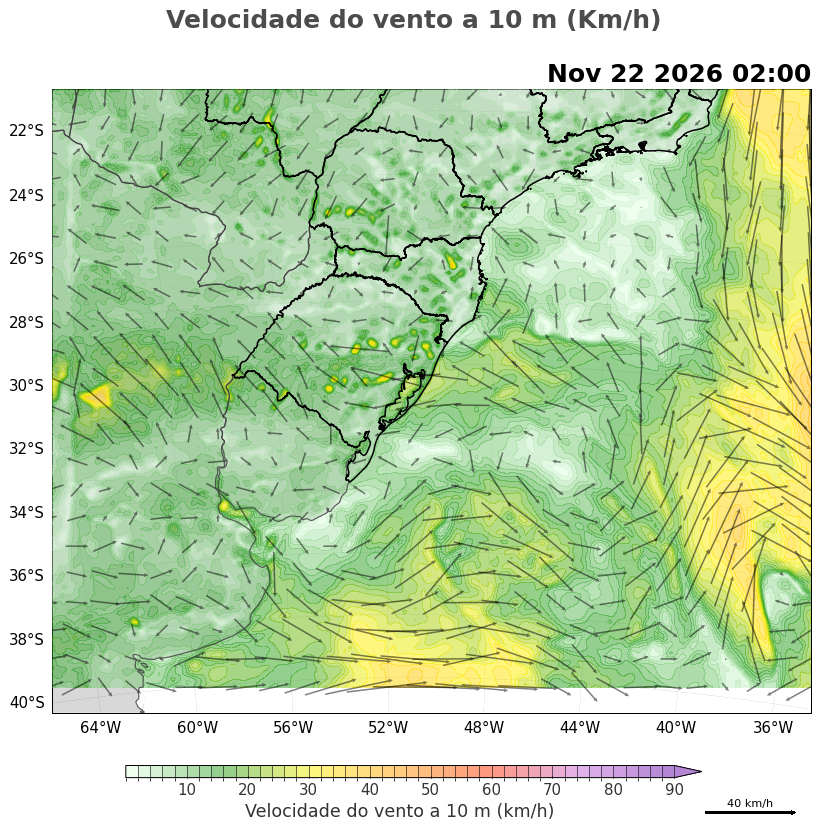 Velocidade do vento a 10 m (Km/h)
Nov 22 2026 02:00
22°S
24°S
26°S
28°S
30°S
32°S
34°S
36°S
38°S
40°S
64°W 60°W 56°W 52°W 48°W 44°W 40°W 36°W
10 20 30 40 50 60 70 80 90
Velocidade do vento a 10 m (km/h)
40 km/h